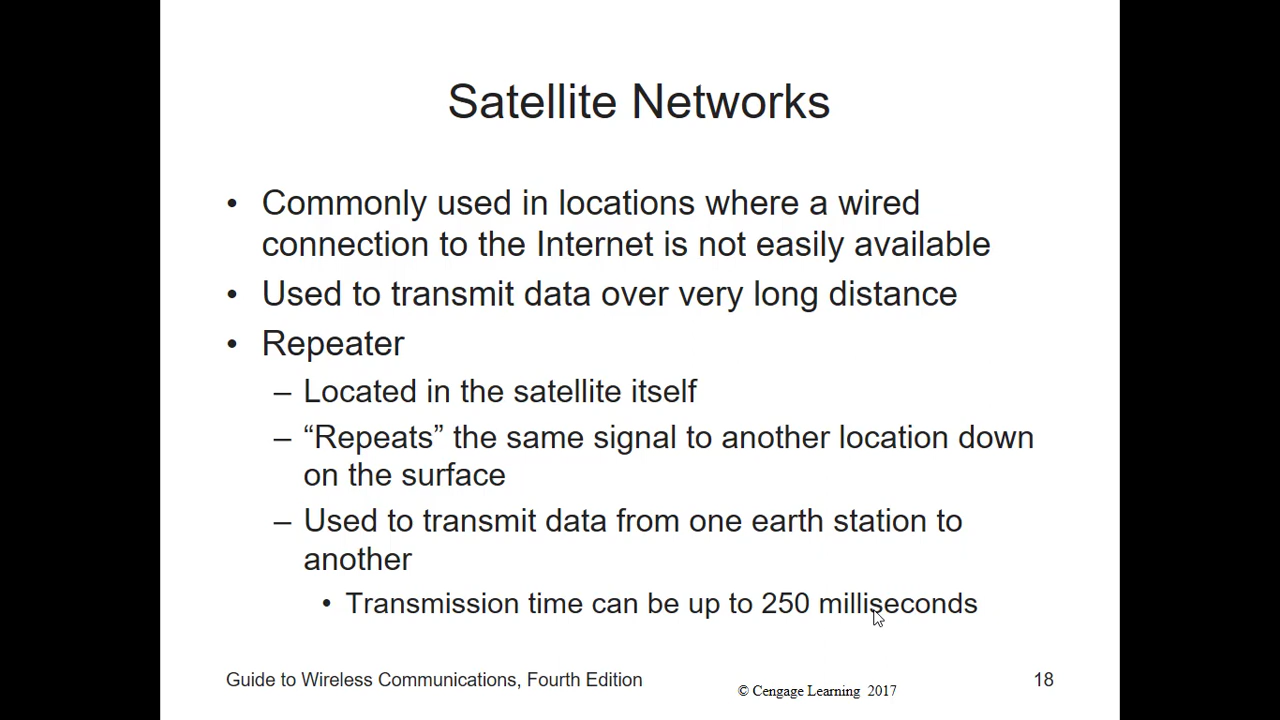 Satellite Networks
• Commonly used in locations where a wired
connection to the Internet is not easily available
• Used to transmit data over very long distance
• Repeater
– Located in the satellite itself
– “Repeats” the same signal to another location down
on the surface
– Used to transmit data from one earth station to
another
• Transmission time can be up to 250 milliseconds
Guide to Wireless Communications, Fourth Edition
© Cengage Learning 2017
18